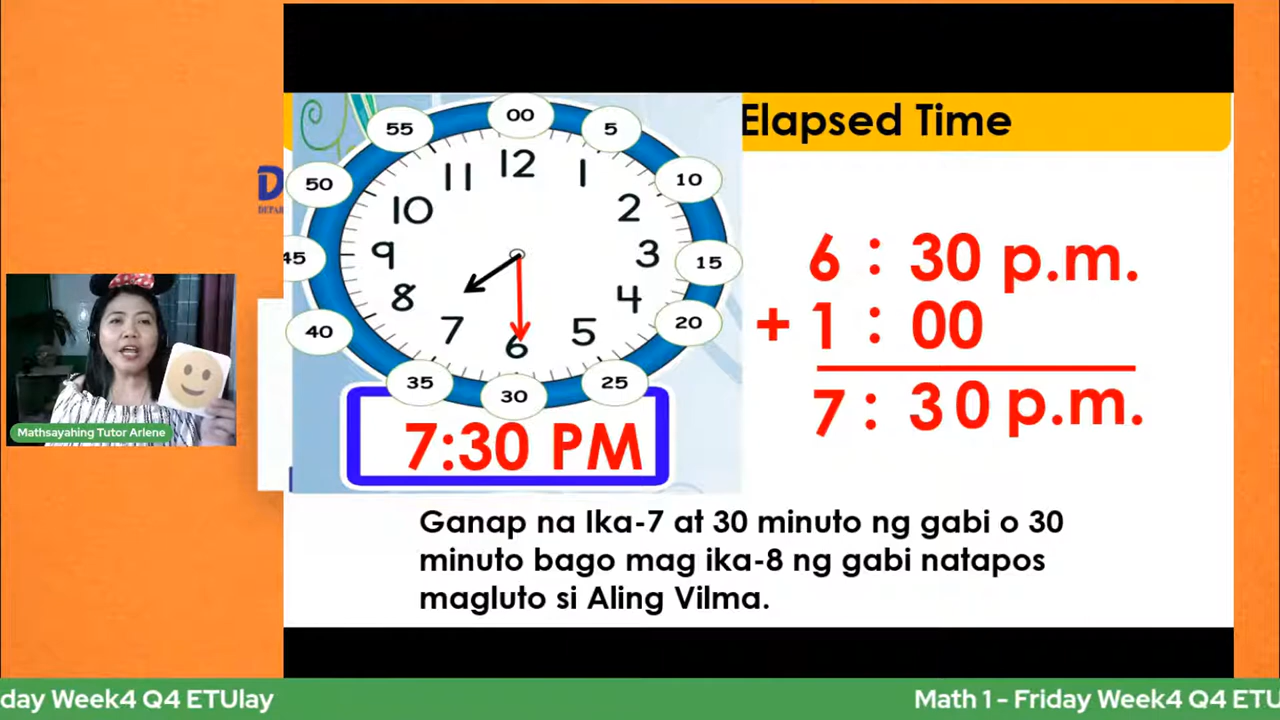 Elapsed Time
00
55
5
50
10
45
15
40
20
35
25
30
12
11
1
10
2
9
3
8
4
7
5
6
7:30 PM
6 : 30 p.m.
+ 1 : 00
7 : 30 p.m.
Ganap na Ika-7 at 30 minuto ng gabi o 30
minuto bago mag ika-8 ng gabi natapos
magluto si Aling Vilma.
Mathsayahing Tutor Arlene
day Week4 Q4 ETUlay
Math 1 - Friday Week4 Q4 ETU